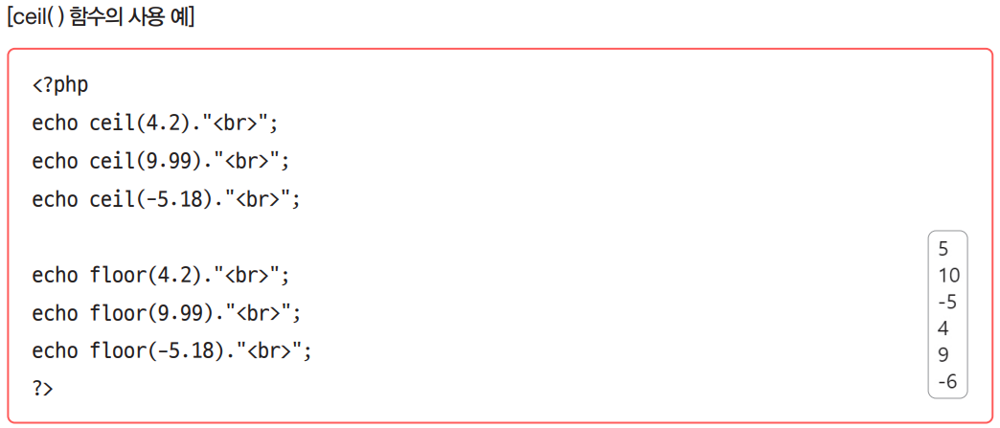 [ceil( ) 함수의 사용 예]
<?php
echo ceil(4.2)."<br>";
echo ceil(9.99)."<br>";
echo ceil(-5.18)."<br>";
echo floor(4.2)."<br>";
echo floor(9.99)."<br>";
echo floor(-5.18)."<br>";
?>
5
10
-5
4
9
-6